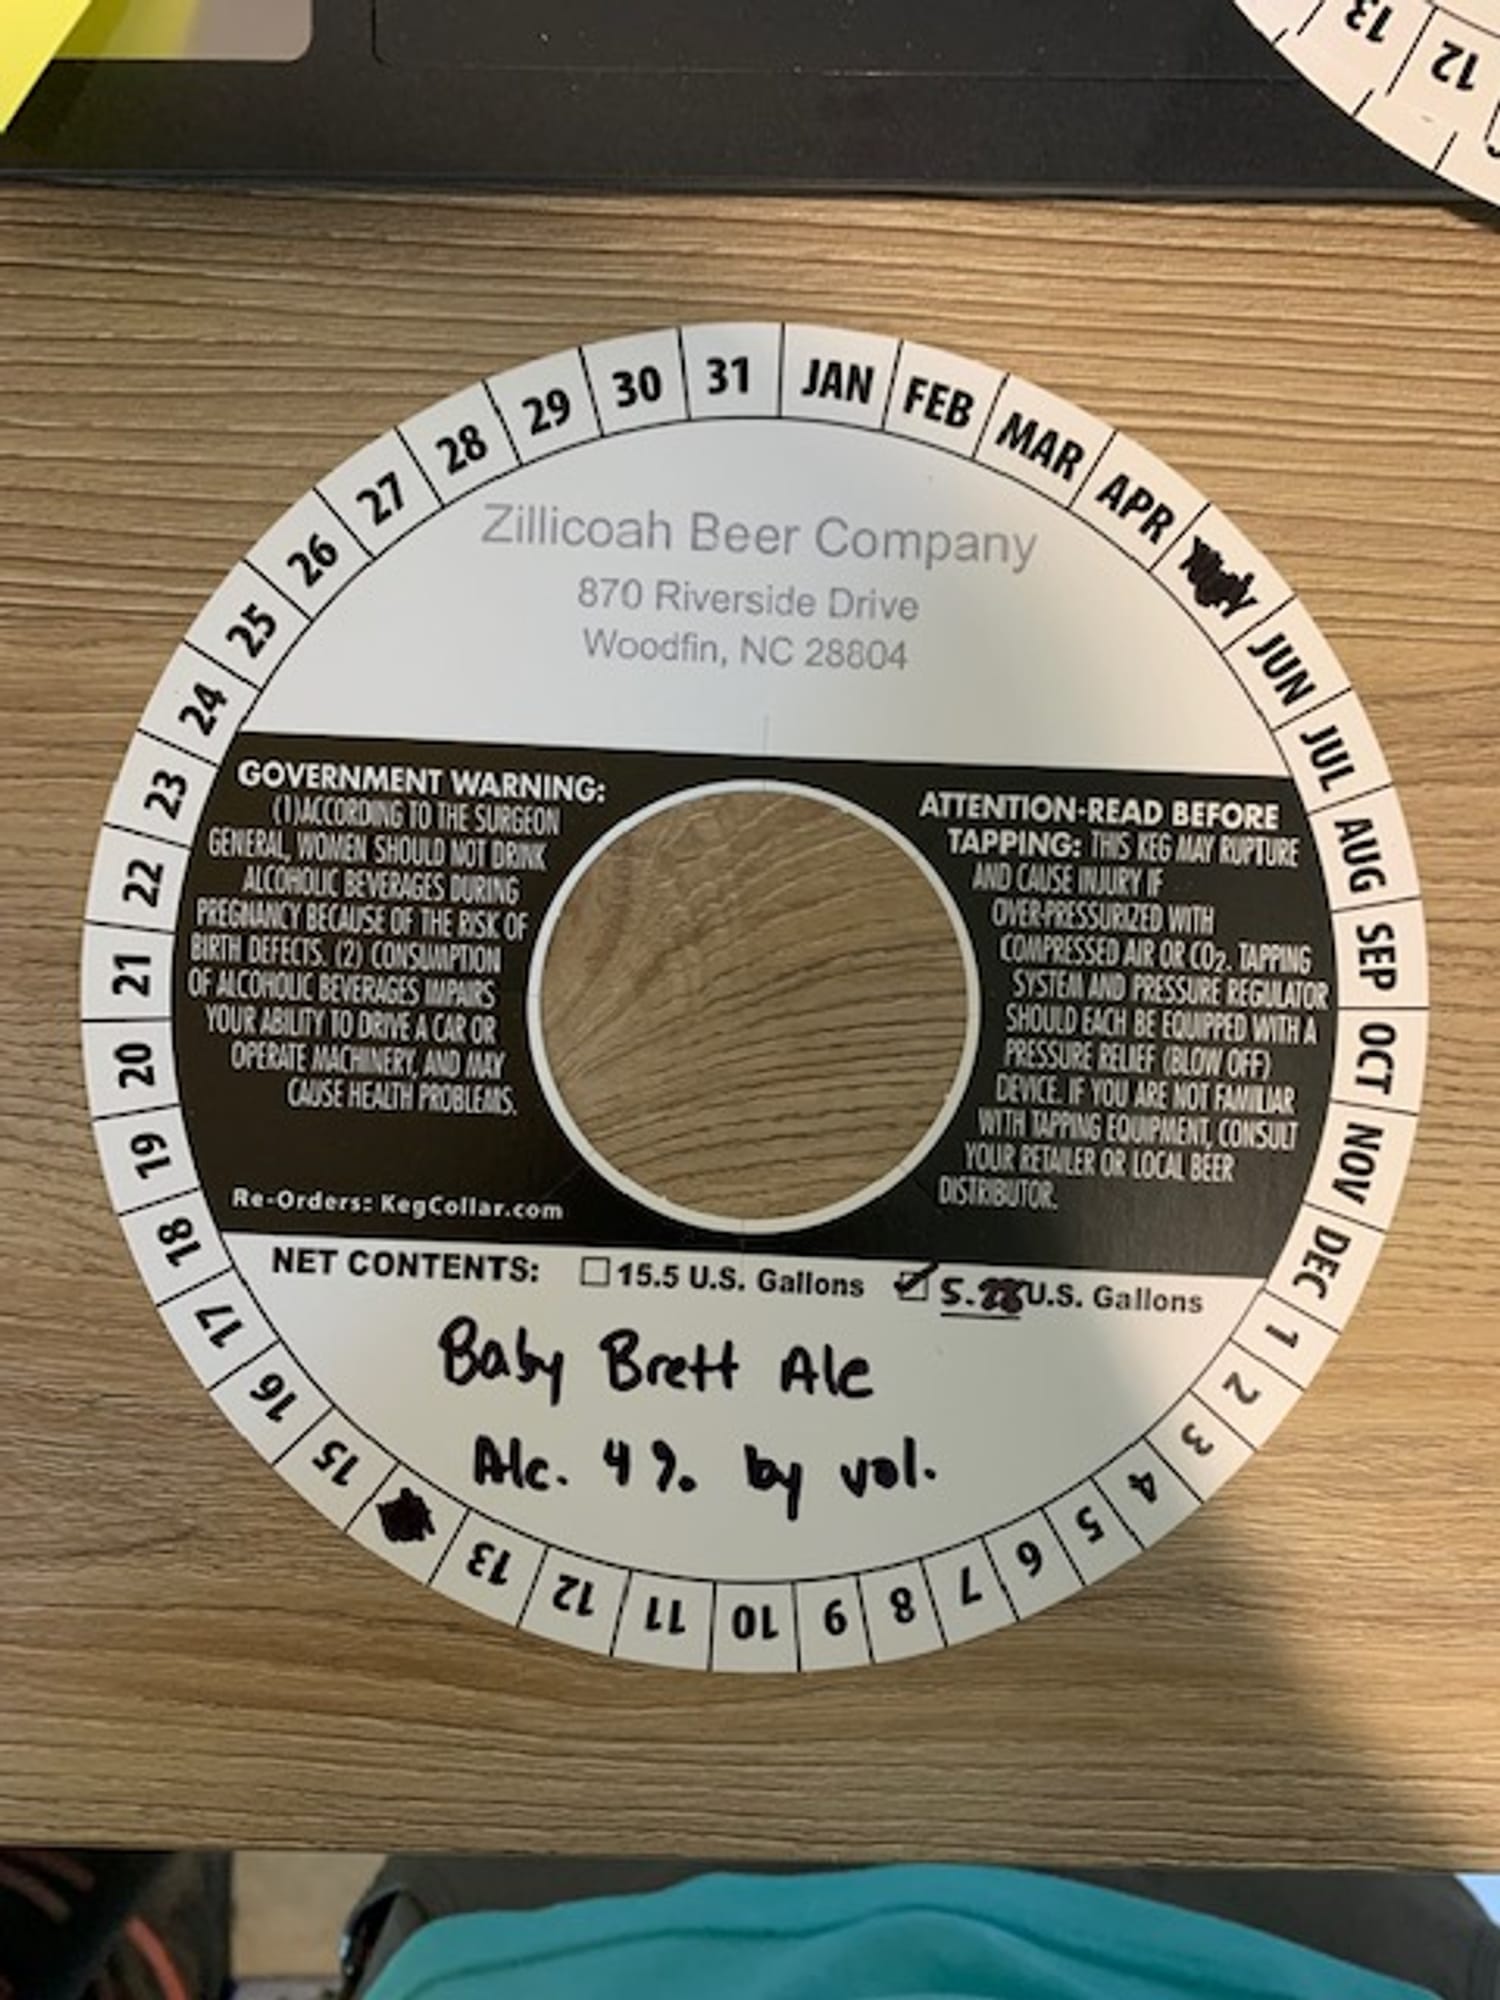 13
12
31
JAN
FEB
MAR
APR
JUN
JUL
AUG
SEP
OCT
NOV
DEC
1
2
3
4
5
6
7
8
9
10
11
12
13
15
16
17
18
19
20
21
22
23
24
25
26
27
28
29
30
Zillicoah Beer Company
870 Riverside Drive
Woodfin, NC 28804
GOVERNMENT WARNING:
(1)ACCORDING TO THE SURGEON
GENERAL, WOMEN SHOULD NOT DRINK
ALCOHOLIC BEVERAGES DURING
PREGNANCY BECAUSE OF THE RISK OF
BIRTH DEFECTS. (2) CONSUMPTION
OF ALCOHOLIC BEVERAGES IMPAIRS
YOUR ABILITY TO DRIVE A CAR OR
OPERATE MACHINERY, AND MAY
CAUSE HEALTH PROBLEMS.
Re-Orders: KegCollar.com
ATTENTION-READ BEFORE
TAPPING: THIS KEG MAY RUPTURE
AND CAUSE INJURY IF
OVER-PRESSURIZED WITH
COMPRESSED AIR OR CO2. TAPPING
SYSTEM AND PRESSURE REGULATOR
SHOULD EACH BE EQUIPPED WITH A
PRESSURE RELIEF (BLOW OFF)
DEVICE. IF YOU ARE NOT FAMILIAR
WITH TAPPING EQUIPMENT, CONSULT
YOUR RETAILER OR LOCAL BEER
DISTRIBUTOR.
NET CONTENTS: 15.5 U.S. Gallons U.S. Gallons
Baby Brett Ale
Alc. 4%. by vol.